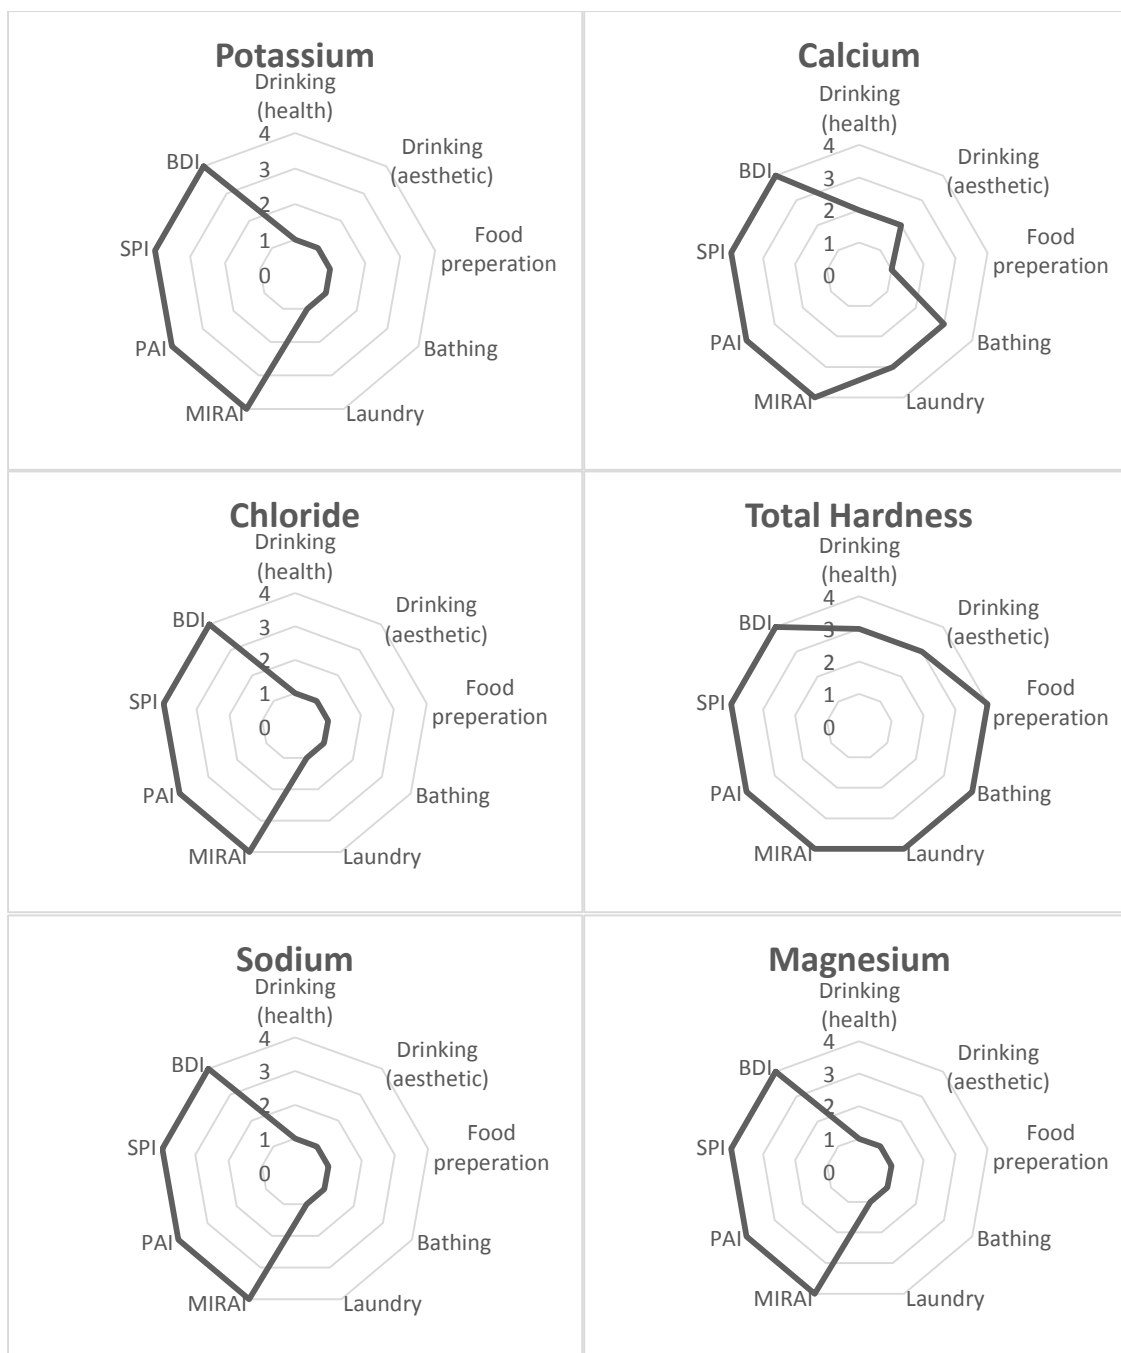 Potassium
Drinking
(health)
4
3
2
1
0
Drinking
(aesthetic)
Food
preperation
Bathing
Laundry
MIRAI
PAI
SPI
BDI
Calcium
Drinking
(health)
4
3
2
1
0
Drinking
(aesthetic)
Food
preperation
Bathing
Laundry
MIRAI
PAI
SPI
BDI
Chloride
Drinking
(health)
4
3
2
1
0
Drinking
(aesthetic)
Food
preperation
Bathing
Laundry
MIRAI
PAI
SPI
BDI
Total Hardness
Drinking
(health)
4
3
2
1
0
Drinking
(aesthetic)
Food
preperation
Bathing
Laundry
MIRAI
PAI
SPI
BDI
Sodium
Drinking
(health)
4
3
2
1
0
Drinking
(aesthetic)
Food
preperation
Bathing
Laundry
MIRAI
PAI
SPI
BDI
Magnesium
Drinking
(health)
4
3
2
1
0
Drinking
(aesthetic)
Food
preperation
Bathing
Laundry
MIRAI
PAI
SPI
BDI